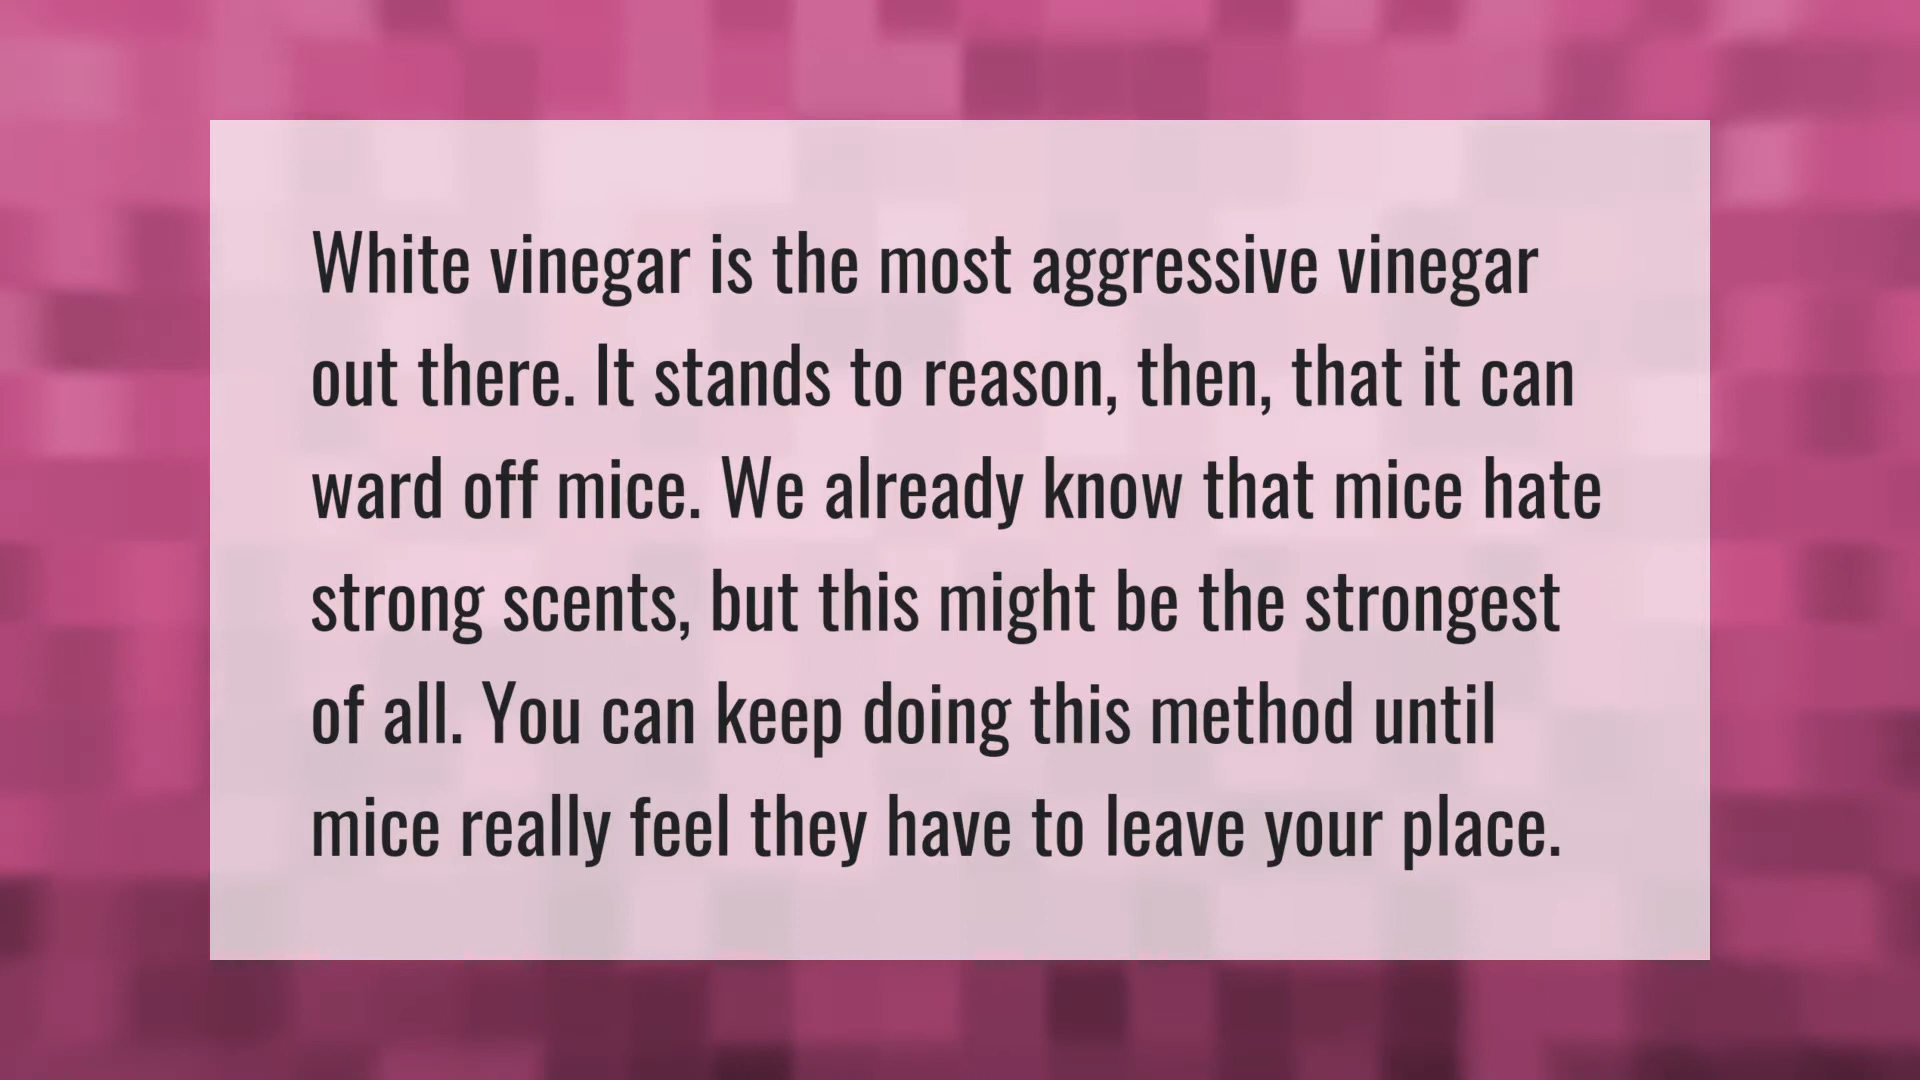 White vinegar is the most aggressive vinegar
out there. It stands to reason, then, that it can
ward off mice. We already know that mice hate
strong scents, but this might be the strongest
of all. You can keep doing this method until
mice really feel they have to leave your place.